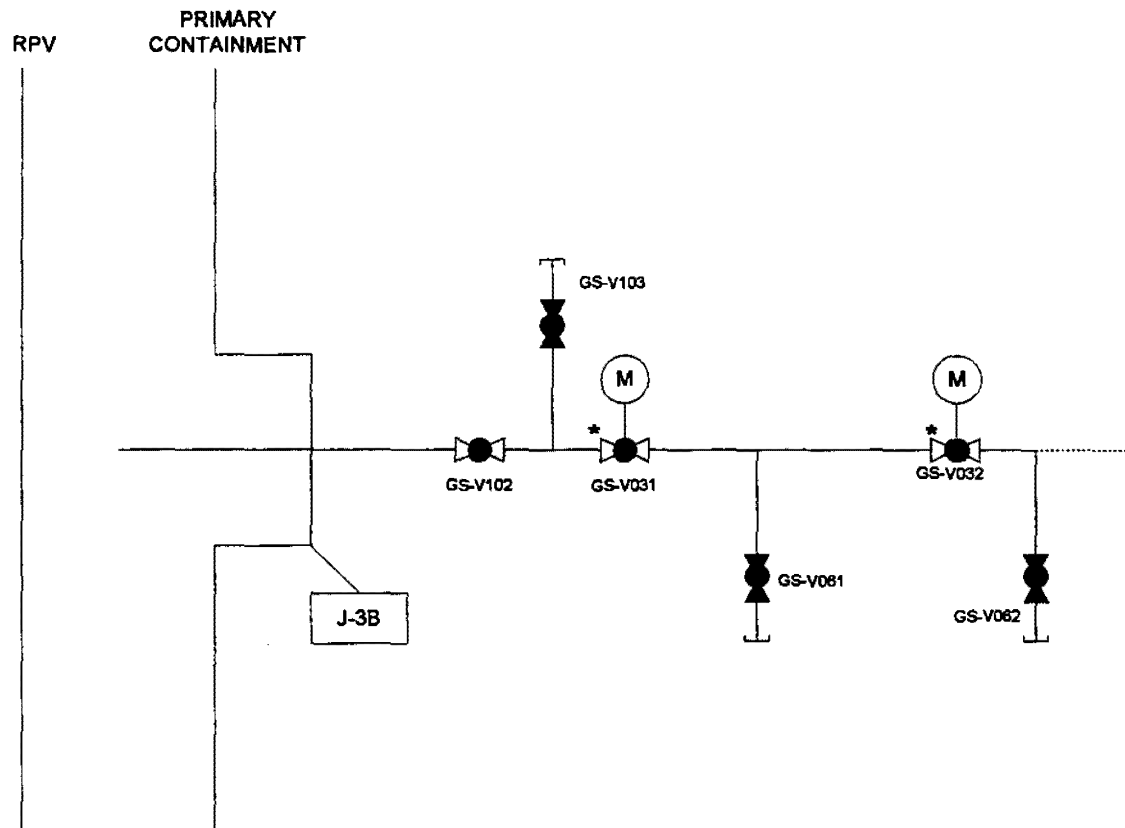 RPV
PRIMARY
CONTAINMENT
GS-V103
M
M
*
*
GS-V102
GS-V031
GS-V032
GS-V061
J-3B
GS-V062